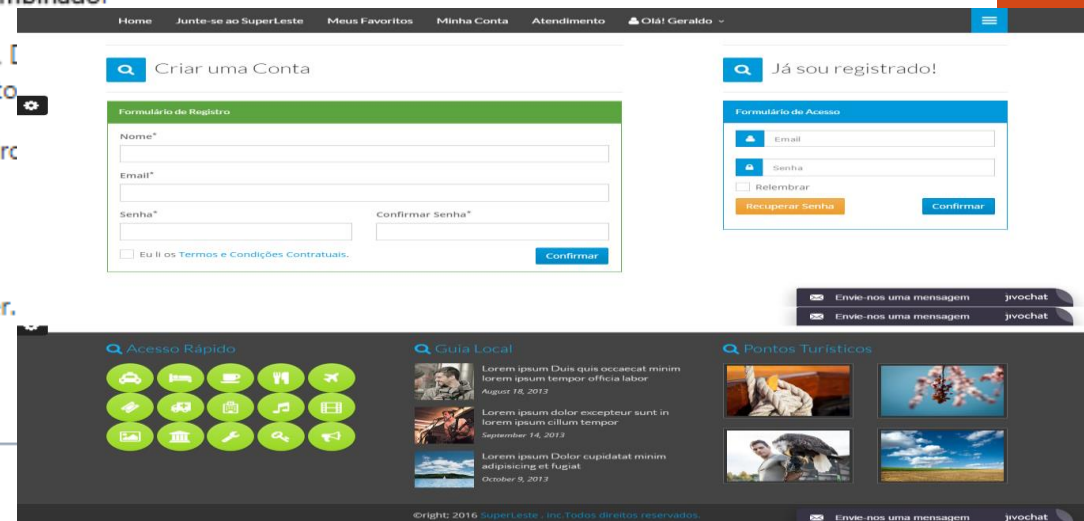 Home Junte-se ao SuperLeste Meus Favoritos Minha Conta Atendimento Olá! Geraldo
Criar uma Conta
Formulário de Registro
Nome*
Email*
Senha* Confirmar Senha*
Eu li os Termos e Condições Contratuais.
Confirmar
Já sou registrado!
Formulário de Acesso
Email
Senha
Relembrar
Recuperar Senha Confirmar
Envie-nos uma mensagem jivochat
Envie-nos uma mensagem jivochat
Acesso Rápido
Guia Local
Lorem ipsum Duis quis occaecat minim
lorem ipsum tempor officia labor
August 18, 2013
Lorem ipsum dolor excepteur sunt in
lorem ipsum cillum tempor
September 14, 2013
Lorem ipsum Dolor cupidatat minim
adipisicing et fugiat
October 9, 2013
Pontos Turísticos
©right; 2016 SuperLeste . Inc.Todos direitos reservados.
Envie-nos uma mensagem jivochat